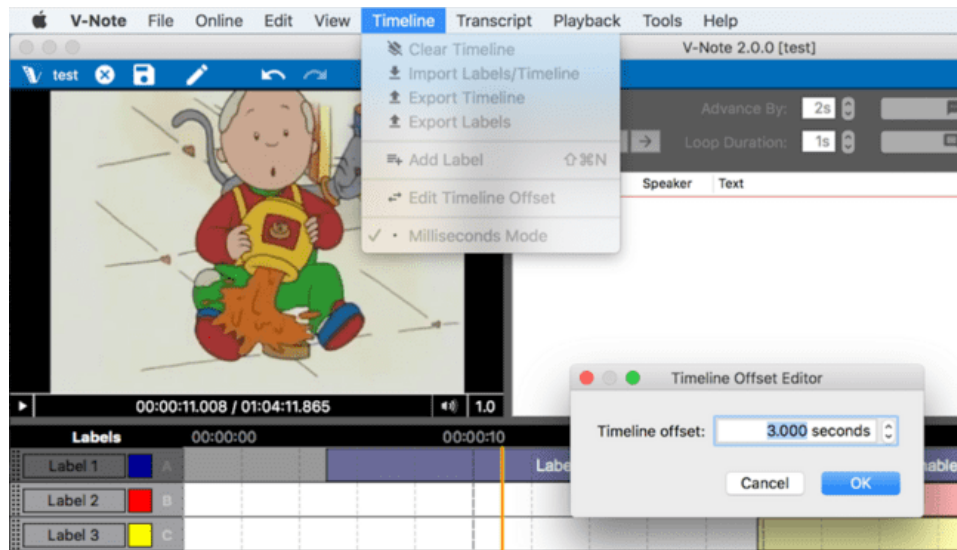 V-Note File Online Edit View Timeline Transcript Playback Tools Help
V-Note 2.0.0 [test]
test
Clear Timeline
Import Labels/Timeline
Export Timeline
Export Labels
Add Label ⇧⌘N
Edit Timeline Offset
✓ • Milliseconds Mode
Advance By: 2s
Loop Duration: 1s
Speaker Text
00:00:11.008 / 01:04:11.865 1.0
Timeline Offset Editor
Timeline offset: 3.000 seconds
Cancel OK
Labels 00:00:00 00:00:10
Label 1 A
Label 2 B
Label 3 C